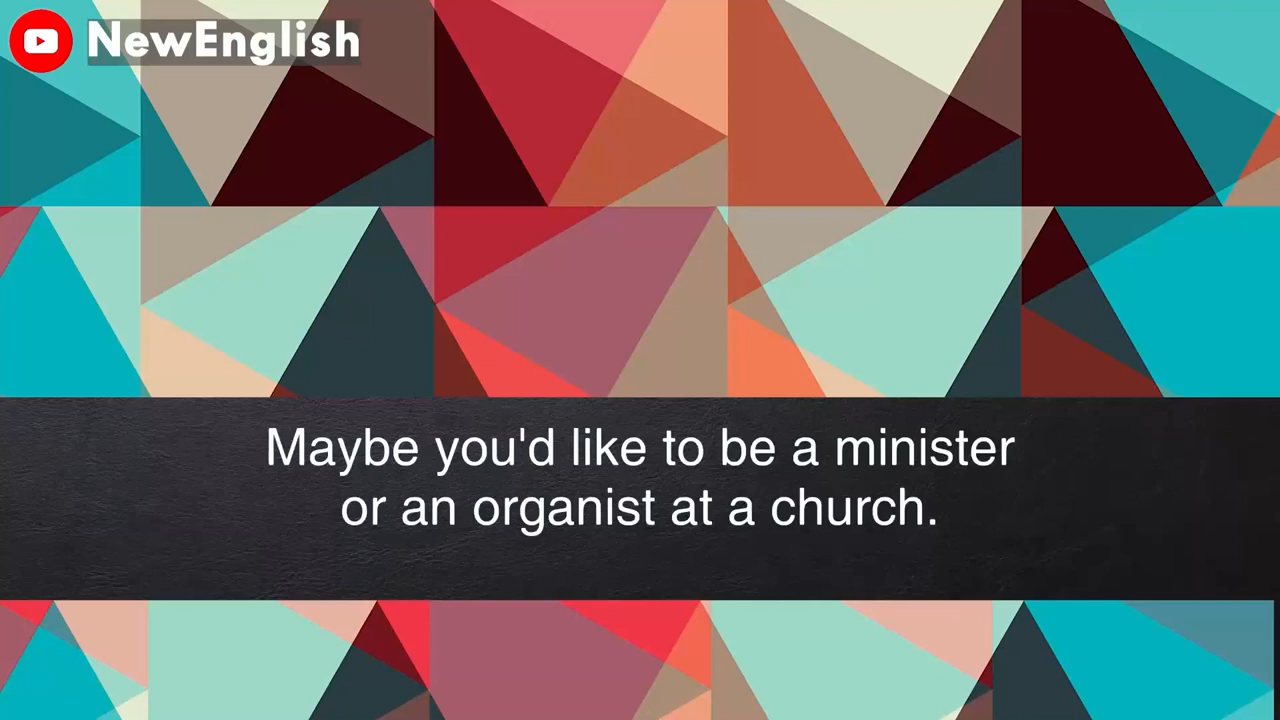 NewEnglish
Maybe you'd like to be a minister
or an organist at a church.